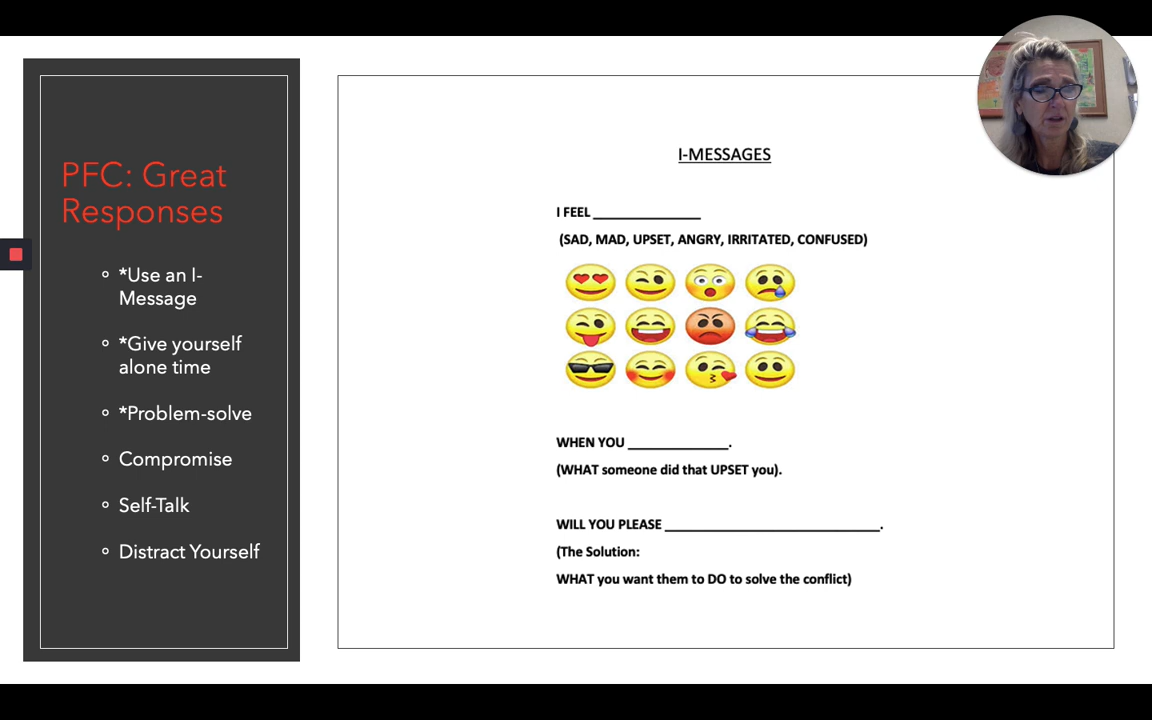 PFC: Great
Responses
*Use an I-
Message
*Give yourself
alone time
*Problem-solve
Compromise
Self-Talk
Distract Yourself
I-MESSAGES
I FEEL _______________
(SAD, MAD, UPSET, ANGRY, IRRITATED, CONFUSED)
WHEN YOU ______________.
(WHAT someone did that UPSET you).
WILL YOU PLEASE ______________________________.
(The Solution:
WHAT you want them to DO to solve the conflict)